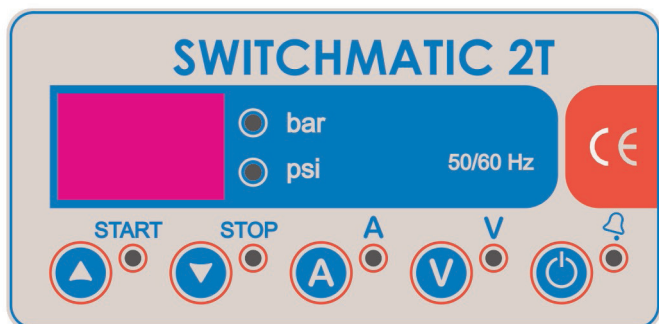 SWITCHMATIC 2T
bar
psi
50/60 Hz
CE
START STOP A V
A V